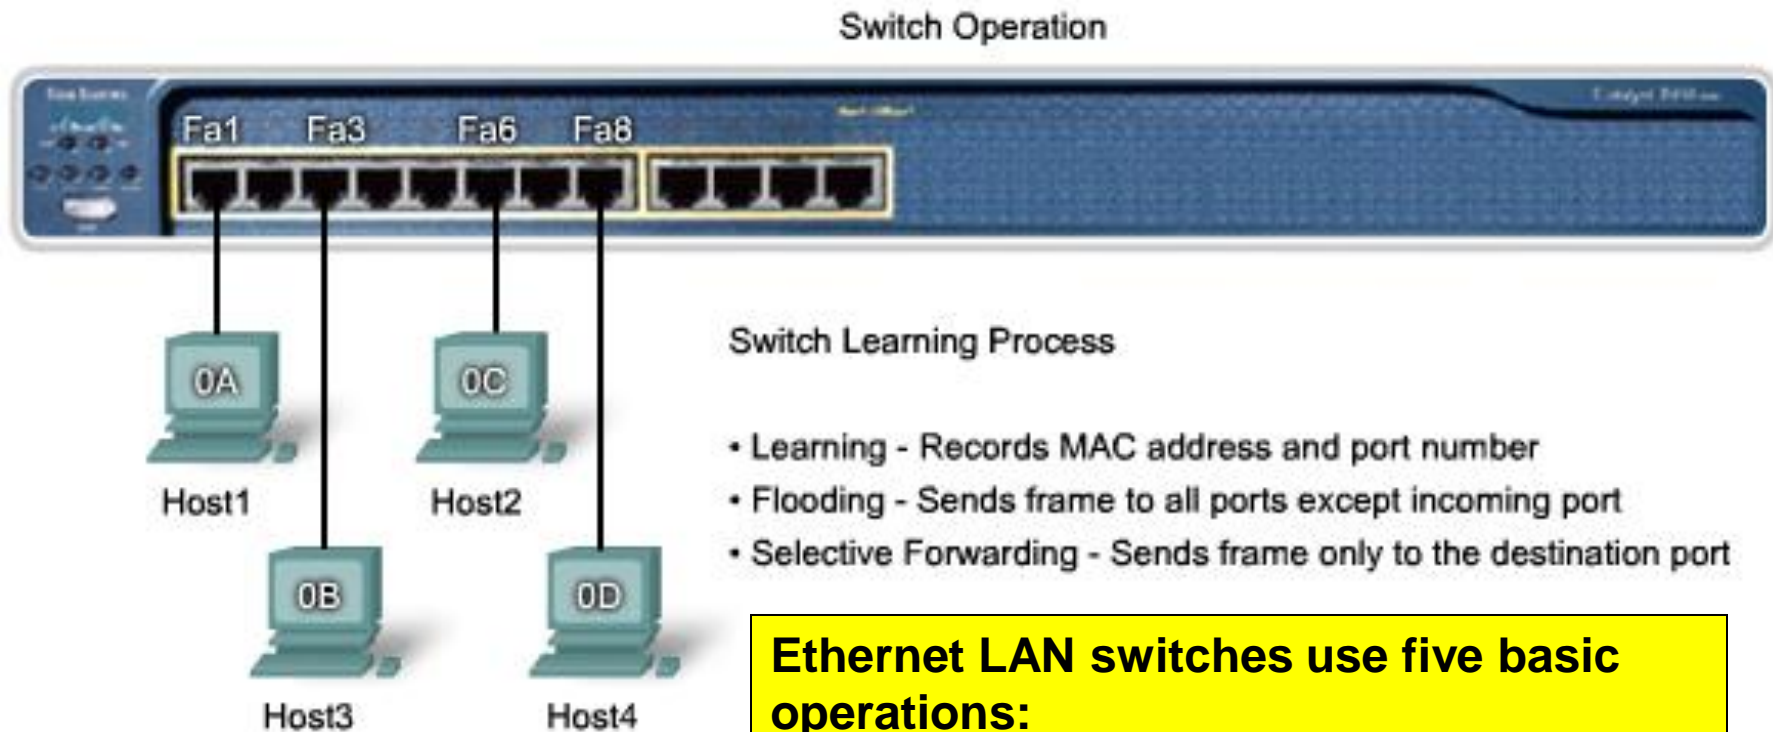 Switch Operation
Fa1 Fa3 Fa6 Fa8
0A
0C
Host1
Host2
0B
0D
Host3
Host4
Switch Learning Process
• Learning - Records MAC address and port number
• Flooding - Sends frame to all ports except incoming port
• Selective Forwarding - Sends frame only to the destination port
Ethernet LAN switches use five basic
operations: